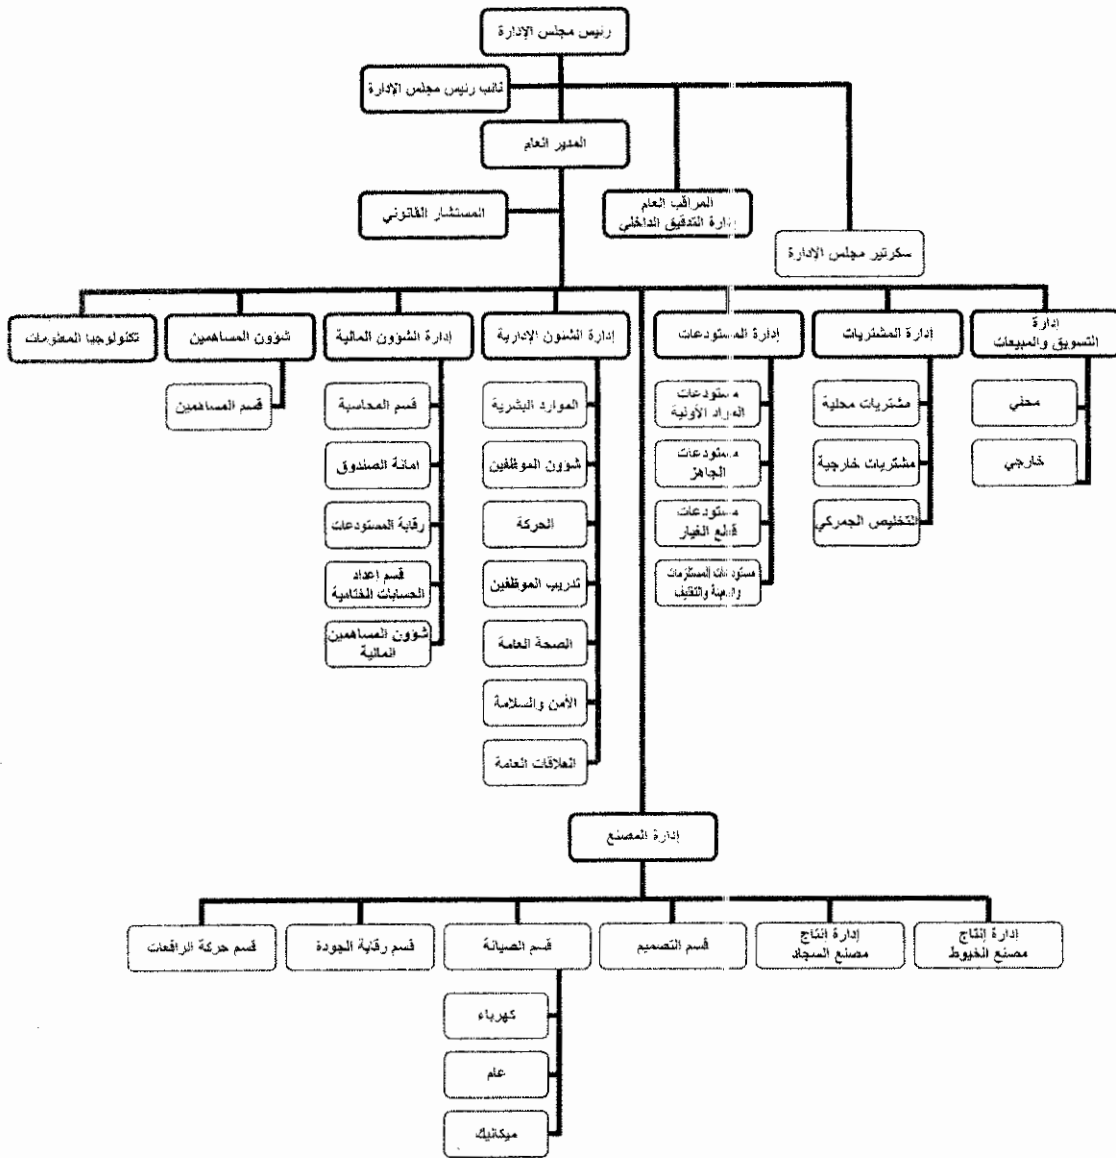 رئيس مجلس الإدارة
نائب رئيس مجلس الإدارة
المدير العام
المستشار القانوني
المراقب العام
إدارة التدقيق الداخلي
سكرتير مجلس الإدارة
إدارة
التسويق والمبيعات
إدارة المشتريات
إدارة المستودعات
إدارة الشئون الإدارية
إدارة الشؤون المالية
شؤون المساهمين
تكنولوجيا المعلومات
محلي
خارجي
مشتريات محلية
مشتريات خارجية
التخليص الجمركي
مستودعات
المواد الأولية
مستودعات
الجاهز
مستودعات
قطع الغيار
مستودعات المستلزمات
والتغليف
الموارد البشرية
شؤون الموظفين
الحركة
تدريب الموظفين
الصحة العامة
الأمن والسلامة
العلاقات العامة
قسم المحاسبة
امانة الصندوق
رقابة المستودعات
قسم إعداد
الحسابات الختامية
شؤون المساهمين
المالية
قسم المساهمين
إدارة المصنع
إدارة إنتاج
مصنع الخيوط
إدارة انتاج
مصنع السجاد
قسم التصميم
قسم الصيانة
قسم رقابة الجودة
قسم حركة الرافعات
كهرباء
عام
ميكانيك